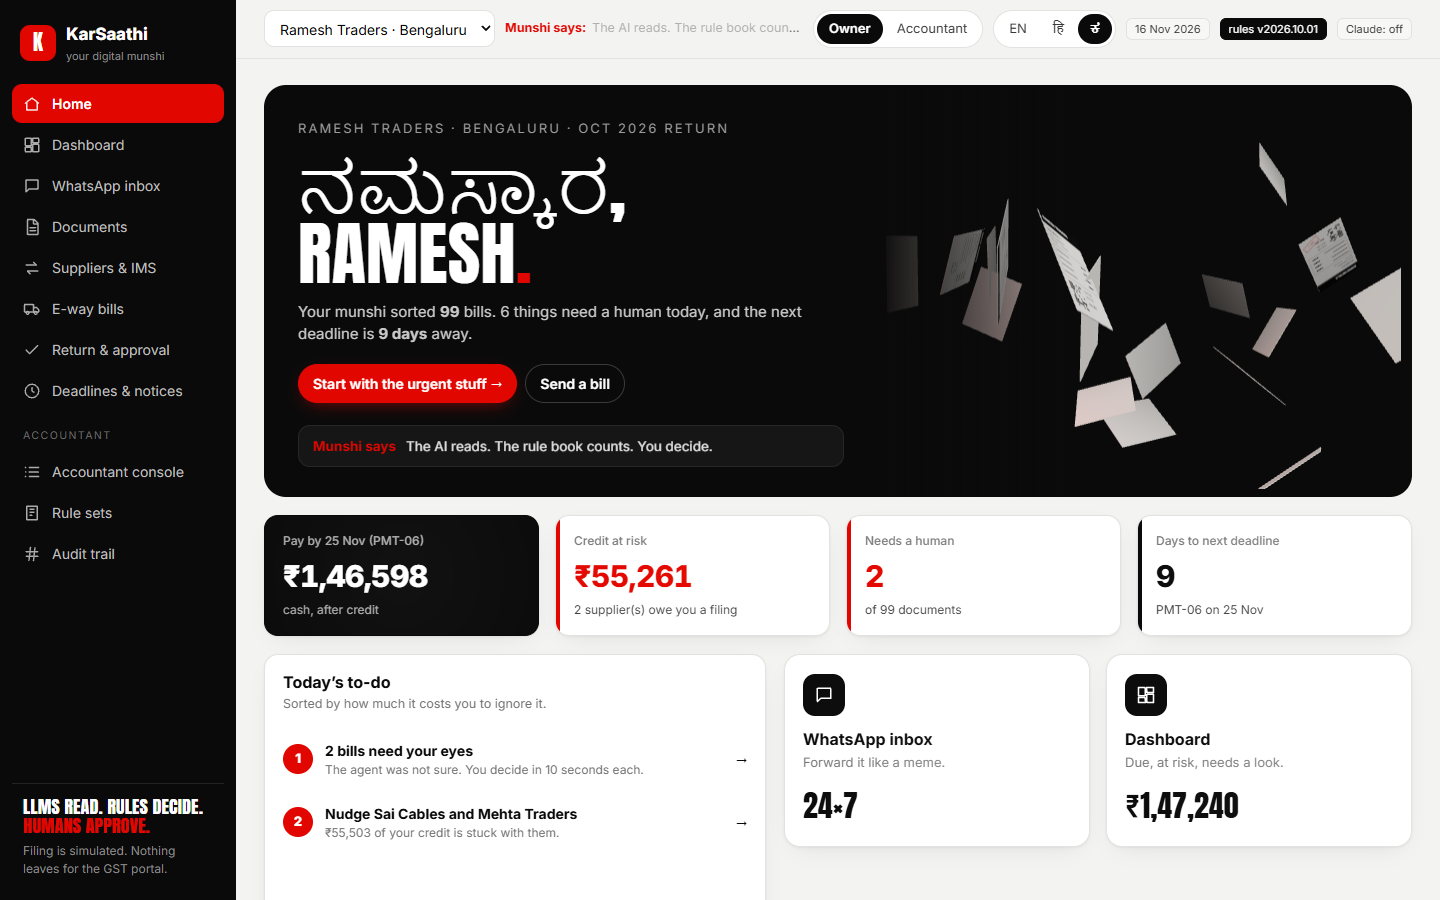 K
KarSaathi
your digital munshi
Home
Dashboard
WhatsApp inbox
Documents
Suppliers & IMS
E-way bills
Return & approval
Deadlines & notices
ACCOUNTANT
Accountant console
Rule sets
Audit trail
LLMS READ. RULES DECIDE.
HUMANS APPROVE.
Filing is simulated. Nothing
leaves for the GST portal.
Ramesh Traders · Bengaluru
Munshi says: The AI reads. The rule book coun...
Owner Accountant
EN हि ಕ
16 Nov 2026
rules v2026.10.01
Claude: off
RAMESH TRADERS · BENGALURU · OCT 2026 RETURN
ನಮಸ್ಕಾರ,
RAMESH.
Your munshi sorted 99 bills. 6 things need a human today, and the next
deadline is 9 days away.
Start with the urgent stuff →
Send a bill
Munshi says The AI reads. The rule book counts. You decide.
Pay by 25 Nov (PMT-06)
₹1,46,598
cash, after credit
Credit at risk
₹55,261
2 supplier(s) owe you a filing
Needs a human
2
of 99 documents
Days to next deadline
9
PMT-06 on 25 Nov
Today's to-do
Sorted by how much it costs you to ignore it.
1
2 bills need your eyes
The agent was not sure. You decide in 10 seconds each.
→
2
Nudge Sai Cables and Mehta Traders
₹55,503 of your credit is stuck with them.
→
WhatsApp inbox
Forward it like a meme.
24×7
Dashboard
Due, at risk, needs a look.
₹1,47,240